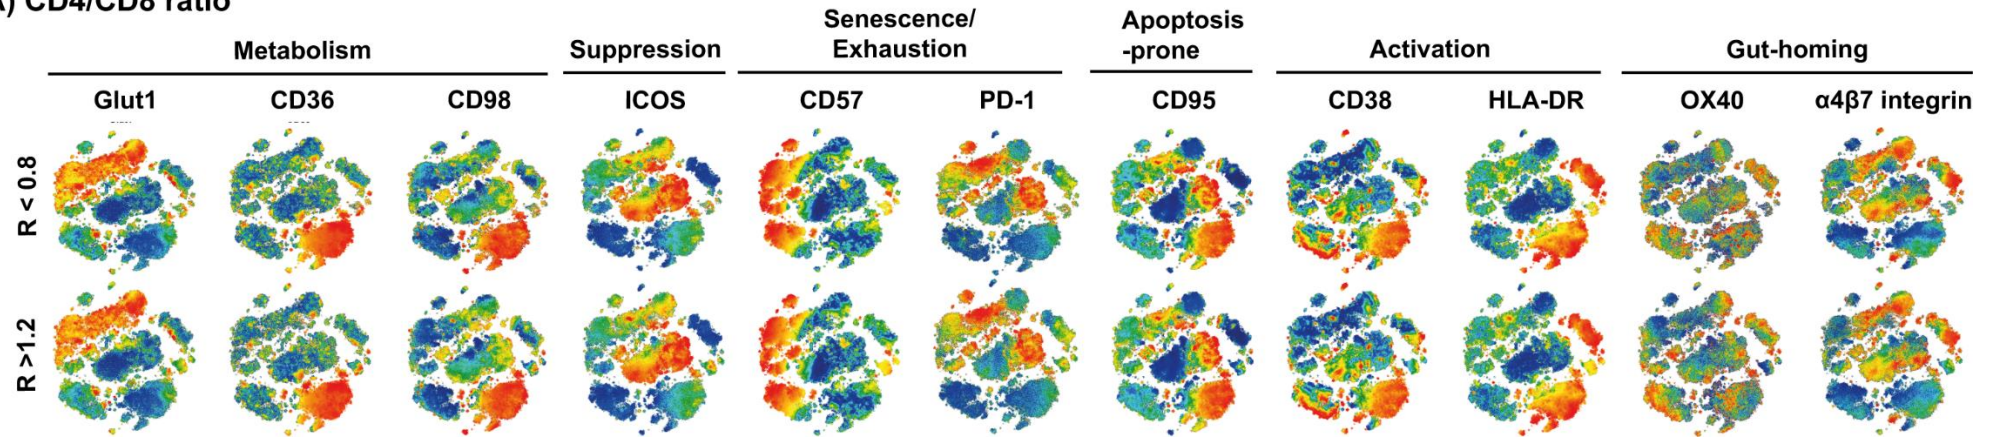 ) CD4/CD8 ratio
Senescence/
Exhaustion
Apoptosis
-prone
Metabolism
Suppression
Activation
Gut-homing
Glut1
CD36
CD98
ICOS
CD57
PD-1
CD95
CD38
HLA-DR
OX40
α4β7 integrin
R < 0.8
R >1.2